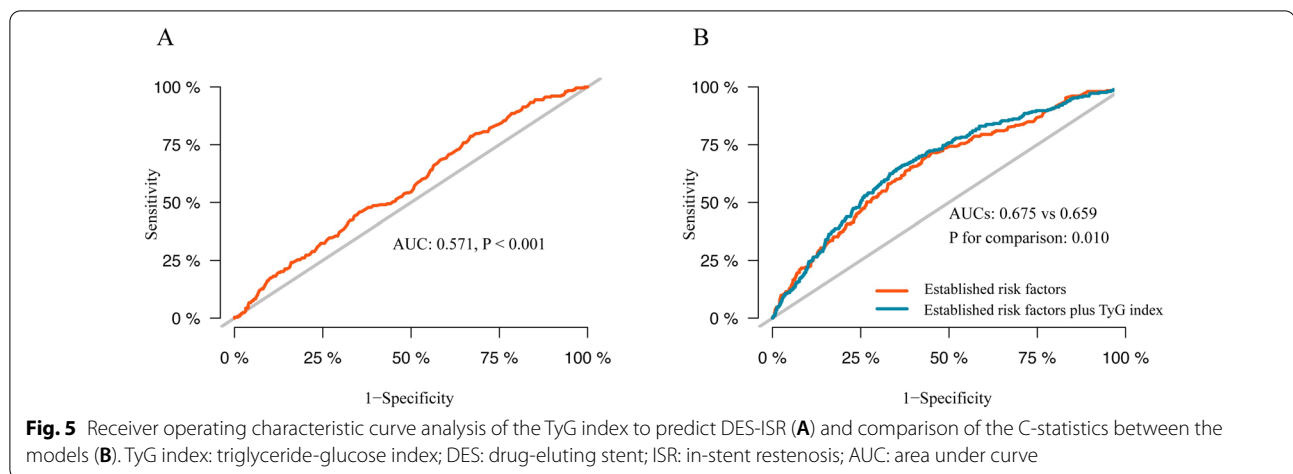 A
100 %
75 %
50 %
25 %
0 %
Sensitivity
AUC: 0.571, P < 0.001
0 % 25 % 50 % 75 % 100 %
1−Specificity
B
100 %
75 %
50 %
25 %
0 %
Sensitivity
AUCs: 0.675 vs 0.659
P for comparison: 0.010
Established risk factors
Established risk factors plus TyG index
0 % 25 % 50 % 75 % 100 %
1−Specificity
Fig. 5 Receiver operating characteristic curve analysis of the TyG index to predict DES-ISR (A) and comparison of the C-statistics between the
models (B). TyG index: triglyceride-glucose index; DES: drug-eluting stent; ISR: in-stent restenosis; AUC: area under curve